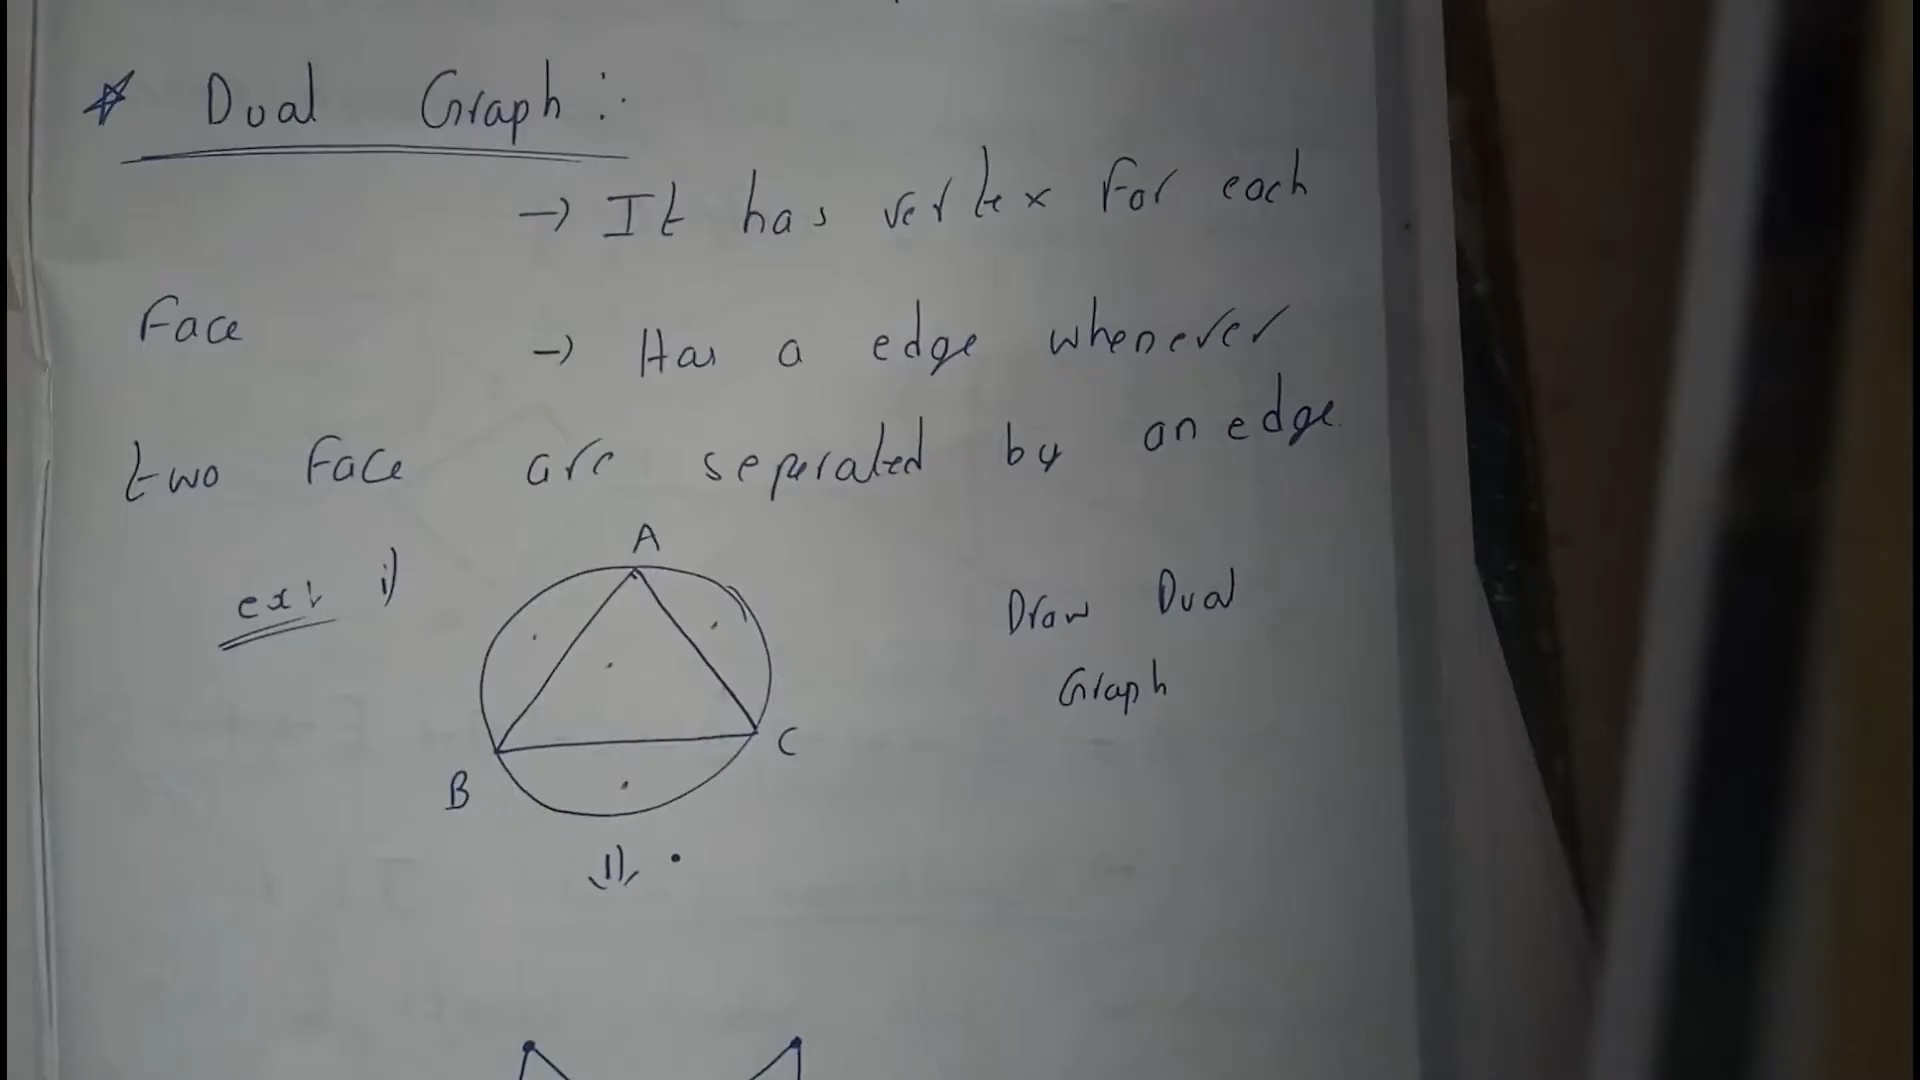 Dual Graph :
→ It has vertex for each
Face
→ Has a edge whenever
two Face are seperated by an edge.
ex: i)
A
Draw Dual
Graph
C
B